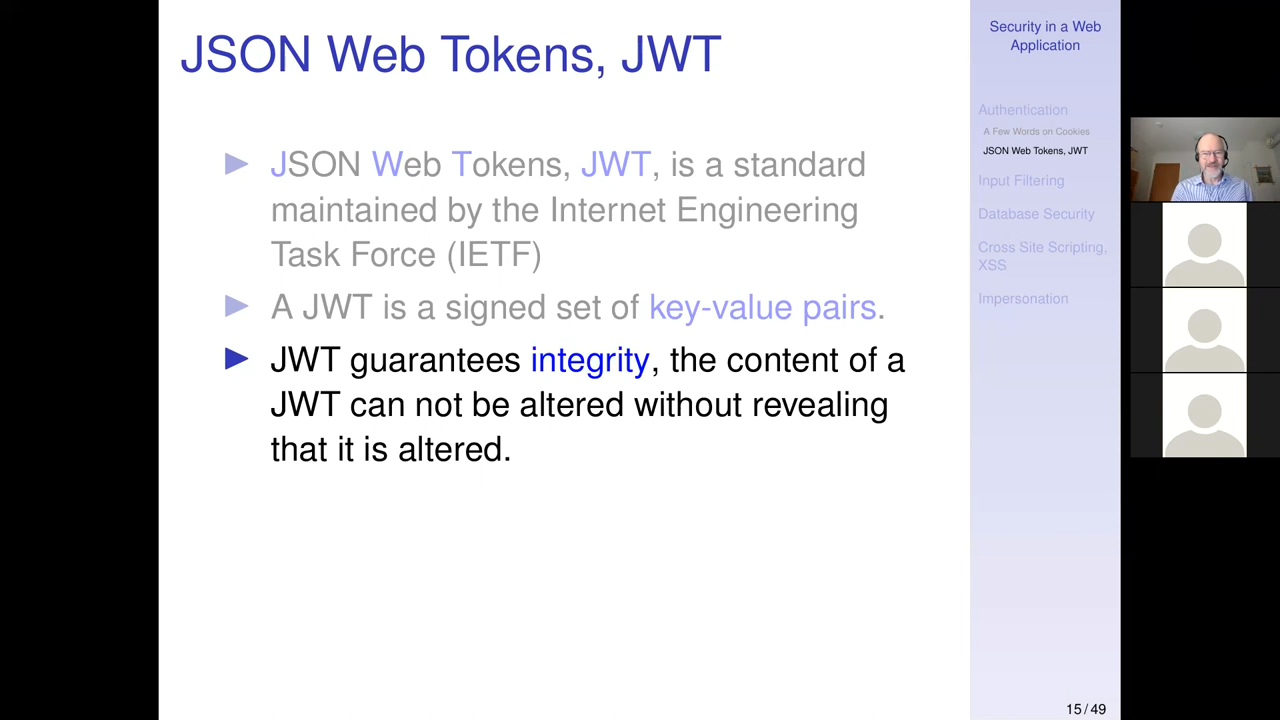 JSON Web Tokens, JWT
JSON Web Tokens, JWT, is a standard
maintained by the Internet Engineering
Task Force (IETF)
A JWT is a signed set of key-value pairs.
JWT guarantees integrity, the content of a
JWT can not be altered without revealing
that it is altered.
Security in a Web
Application
Authentication
A Few Words on Cookies
JSON Web Tokens, JWT
Input Filtering
Database Security
Cross Site Scripting,
XSS
Impersonation
15 / 49